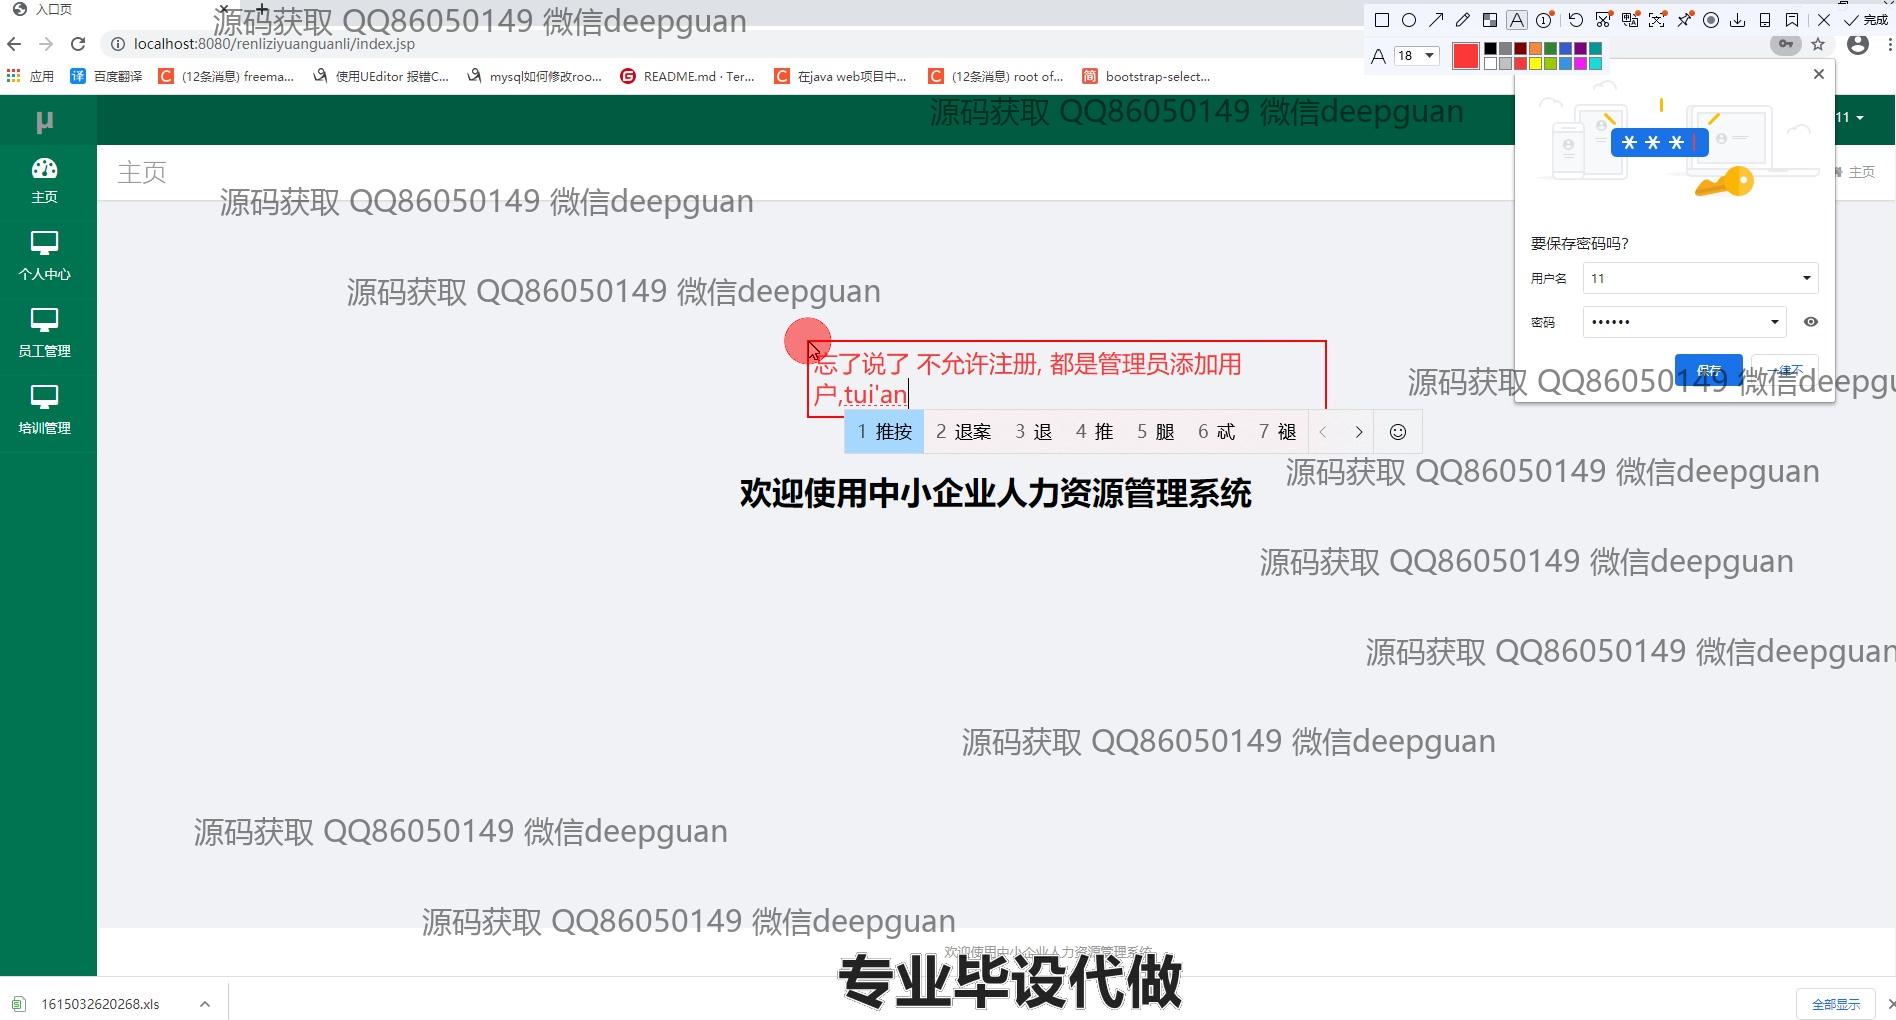 入口页
源码获取 QQ86050149 微信deepguan
localhost:8080/renliziyuanguanli/index.jsp
完成
A 18
应用
百度翻译
(12条消息) freema...
使用UEditor 报错C...
mysql如何修改roo...
README.md · Ter...
在java web项目中...
(12条消息) root of...
bootstrap-select...
μ
源码获取 QQ86050149 微信deepguan
11
主页
主页
主页
源码获取 QQ86050149 微信deepguan
要保存密码吗?
用户名 11
密码 ••••••
保存
个人中心
源码获取 QQ86050149 微信deepguan
员工管理
忘了说了 不允许注册, 都是管理员添加用
户,tui'an
源码获取 QQ86050149 微信deepguan
培训管理
1 推按 2 退案 3 退 4 推 5 腿 6 忒 7 褪
源码获取 QQ86050149 微信deepguan
欢迎使用中小企业人力资源管理系统
源码获取 QQ86050149 微信deepguan
源码获取 QQ86050149 微信deepguan
源码获取 QQ86050149 微信deepguan
源码获取 QQ86050149 微信deepguan
源码获取 QQ86050149 微信deepguan
欢迎使用中小企业人力资源管理系统
专业毕设代做
1615032620268.xls
全部显示